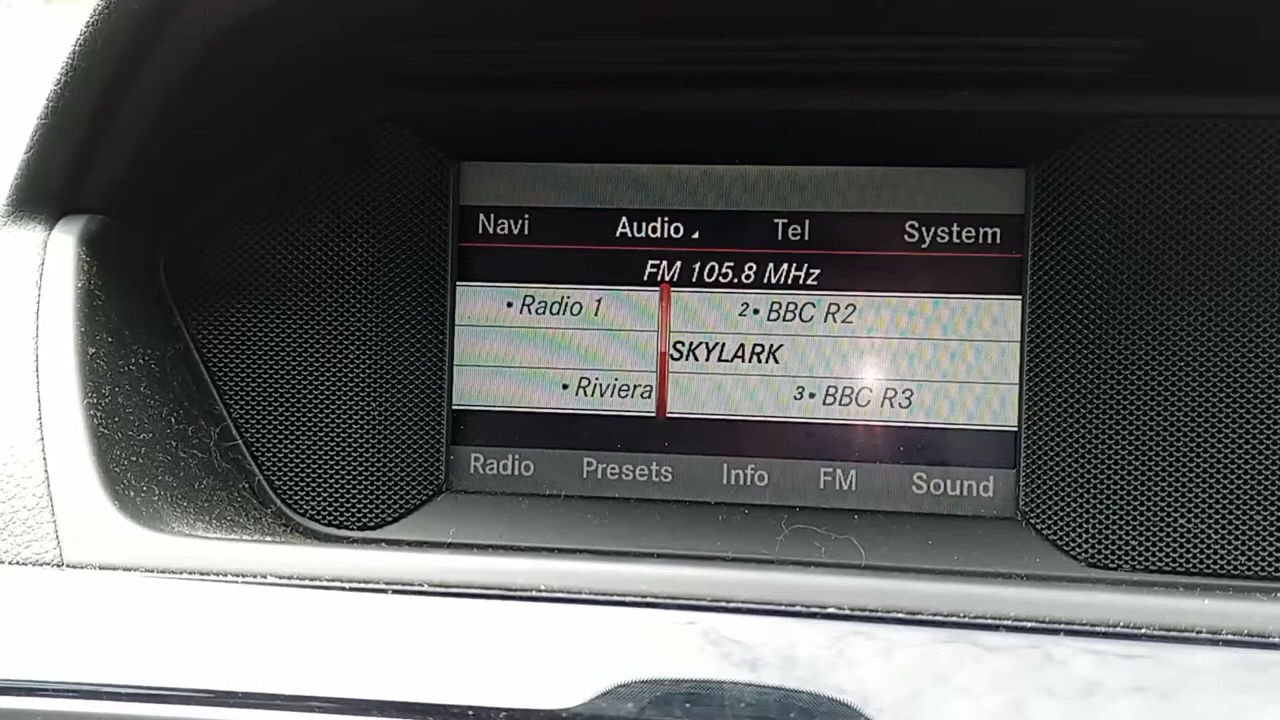 Navi Audio Tel System
FM 105.8 MHz
• Radio 1 2• BBC R2
SKYLARK
• Riviera 3• BBC R3
Radio Presets Info FM Sound